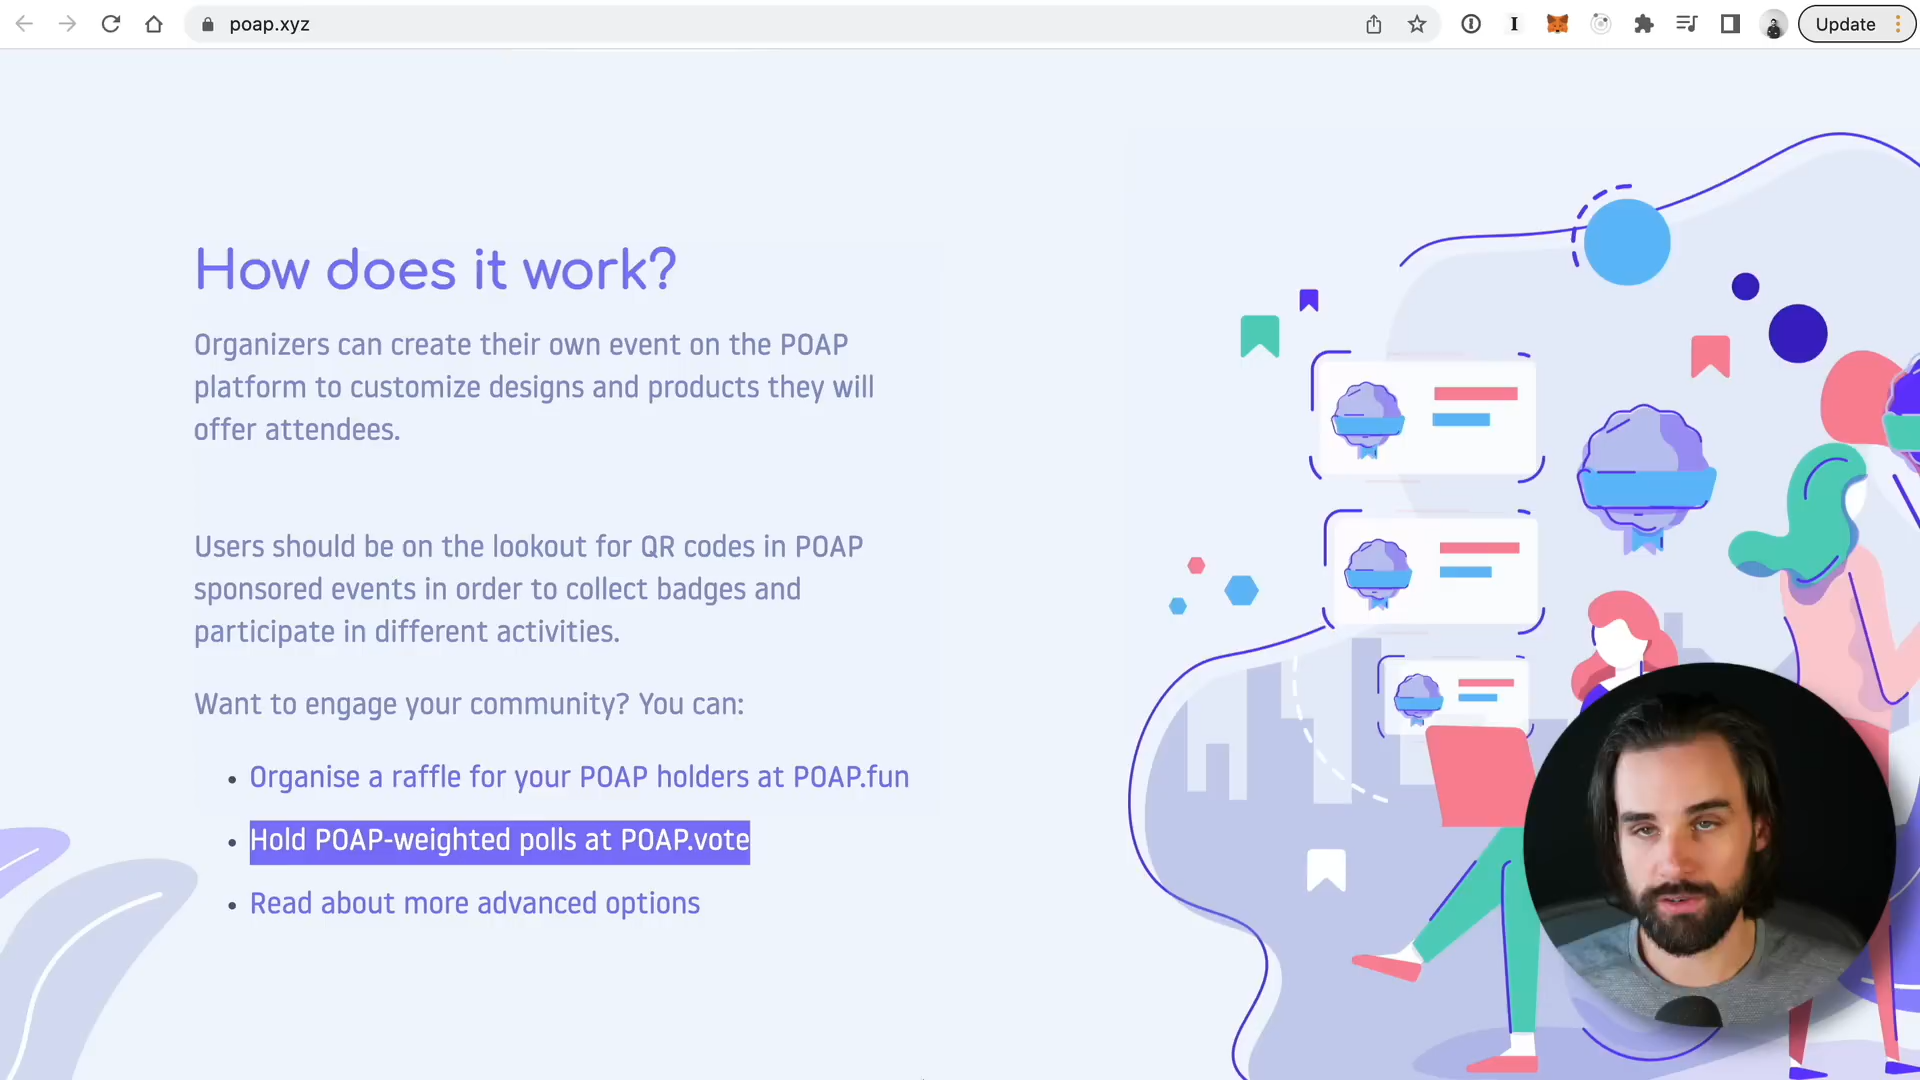 poap.xyz
Update
How does it work?
Organizers can create their own event on the POAP
platform to customize designs and products they will
offer attendees.
Users should be on the lookout for QR codes in POAP
sponsored events in order to collect badges and
participate in different activities.
Want to engage your community? You can:
• Organise a raffle for your POAP holders at POAP.fun
• Hold POAP-weighted polls at POAP.vote
• Read about more advanced options